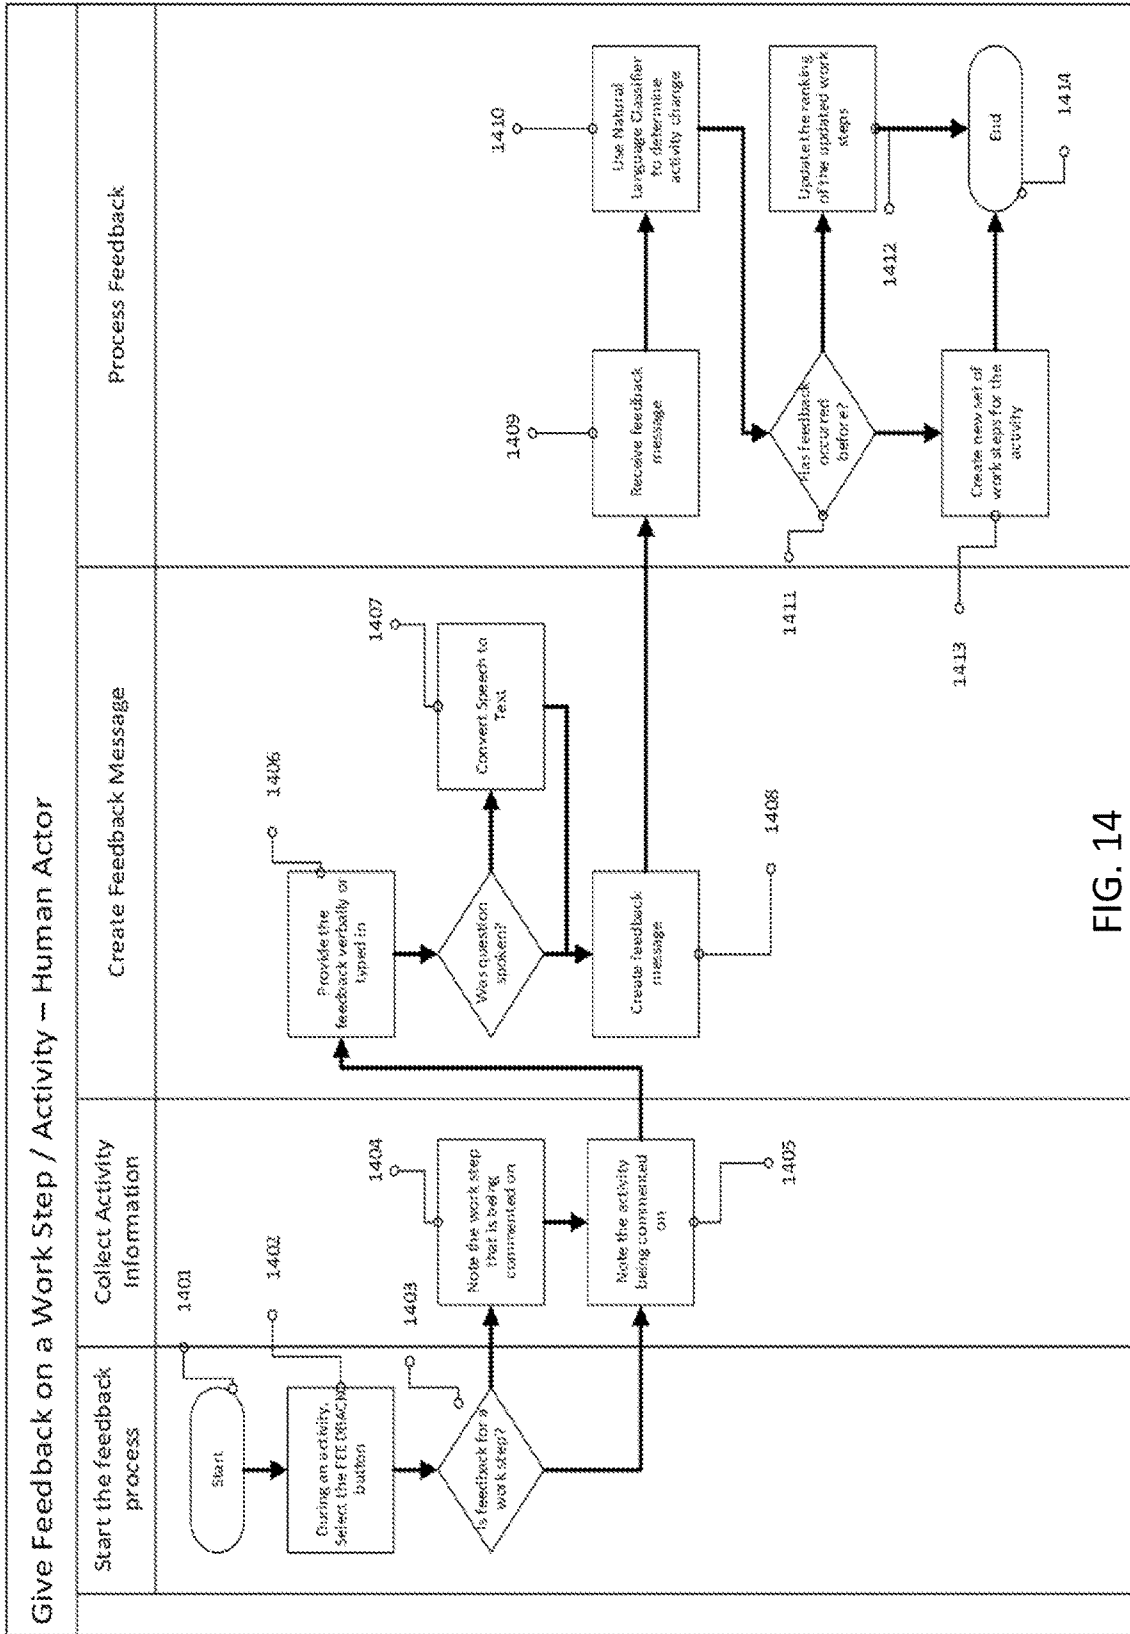 Give Feedback on a Work Step / Activity – Human Actor
Start the feedback
process
Collect Activity
Information
Create Feedback Message
Process Feedback
1401
Start
1402
During an activity,
Select the FEEDBACK
button
1403
Is feedback for a
work step?
1404
Note the work step
that is being
commented on
Note the activity
being commented
on
1405
1406
Provide the
feedback verbally or
typed in
Was question
spoken?
1407
Convert Speech to
Text
Create feedback
message
1408
1409
Receive feedback
message
1410
Use Natural
Language Classifier
to determine
activity change
Has feedback
occurred
before?
1411
Update the ranking
of the updated work
steps
1412
Create new set of
work steps for the
activity
1413
End
1414
FIG. 14